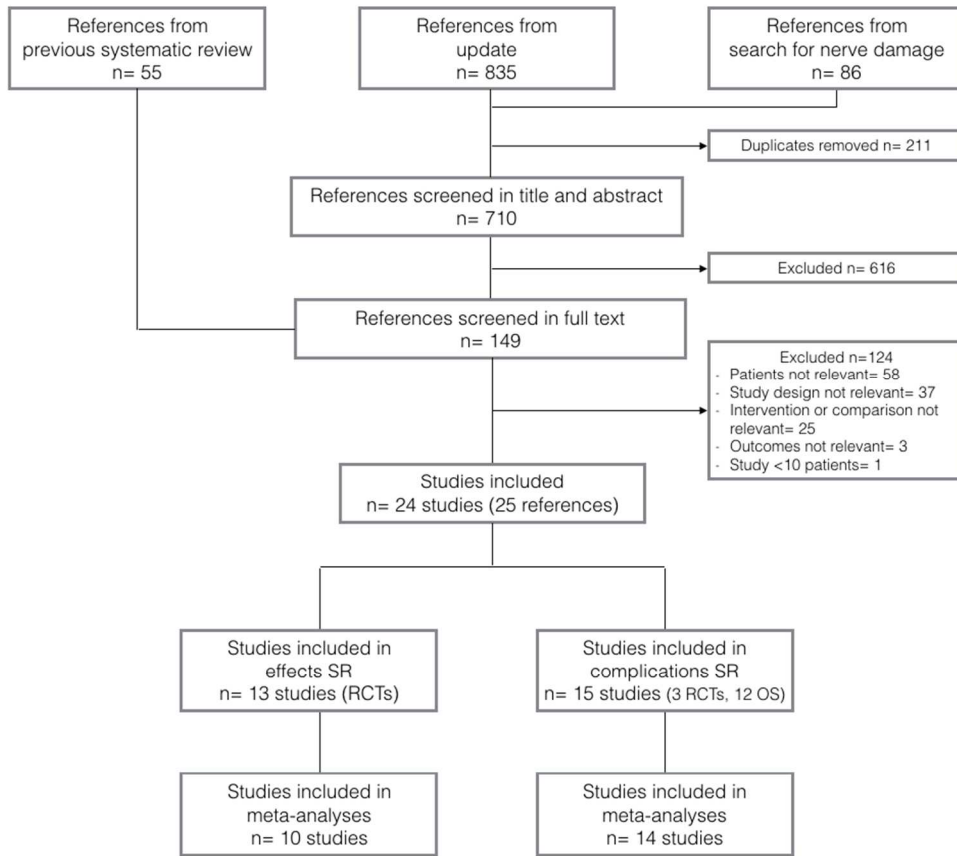 References from
previous systematic review
n= 55
References from
update
n= 835
References from
search for nerve damage
n= 86
Duplicates removed n= 211
References screened in title and abstract
n= 710
Excluded n= 616
References screened in full text
n= 149
Excluded n=124
- Patients not relevant= 58
- Study design not relevant= 37
- Intervention or comparison not
relevant= 25
- Outcomes not relevant= 3
- Study <10 patients= 1
Studies included
n= 24 studies (25 references)
Studies included in
effects SR
n= 13 studies (RCTs)
Studies included in
complications SR
n= 15 studies (3 RCTs, 12 OS)
Studies included in
meta-analyses
n= 10 studies
Studies included in
meta-analyses
n= 14 studies